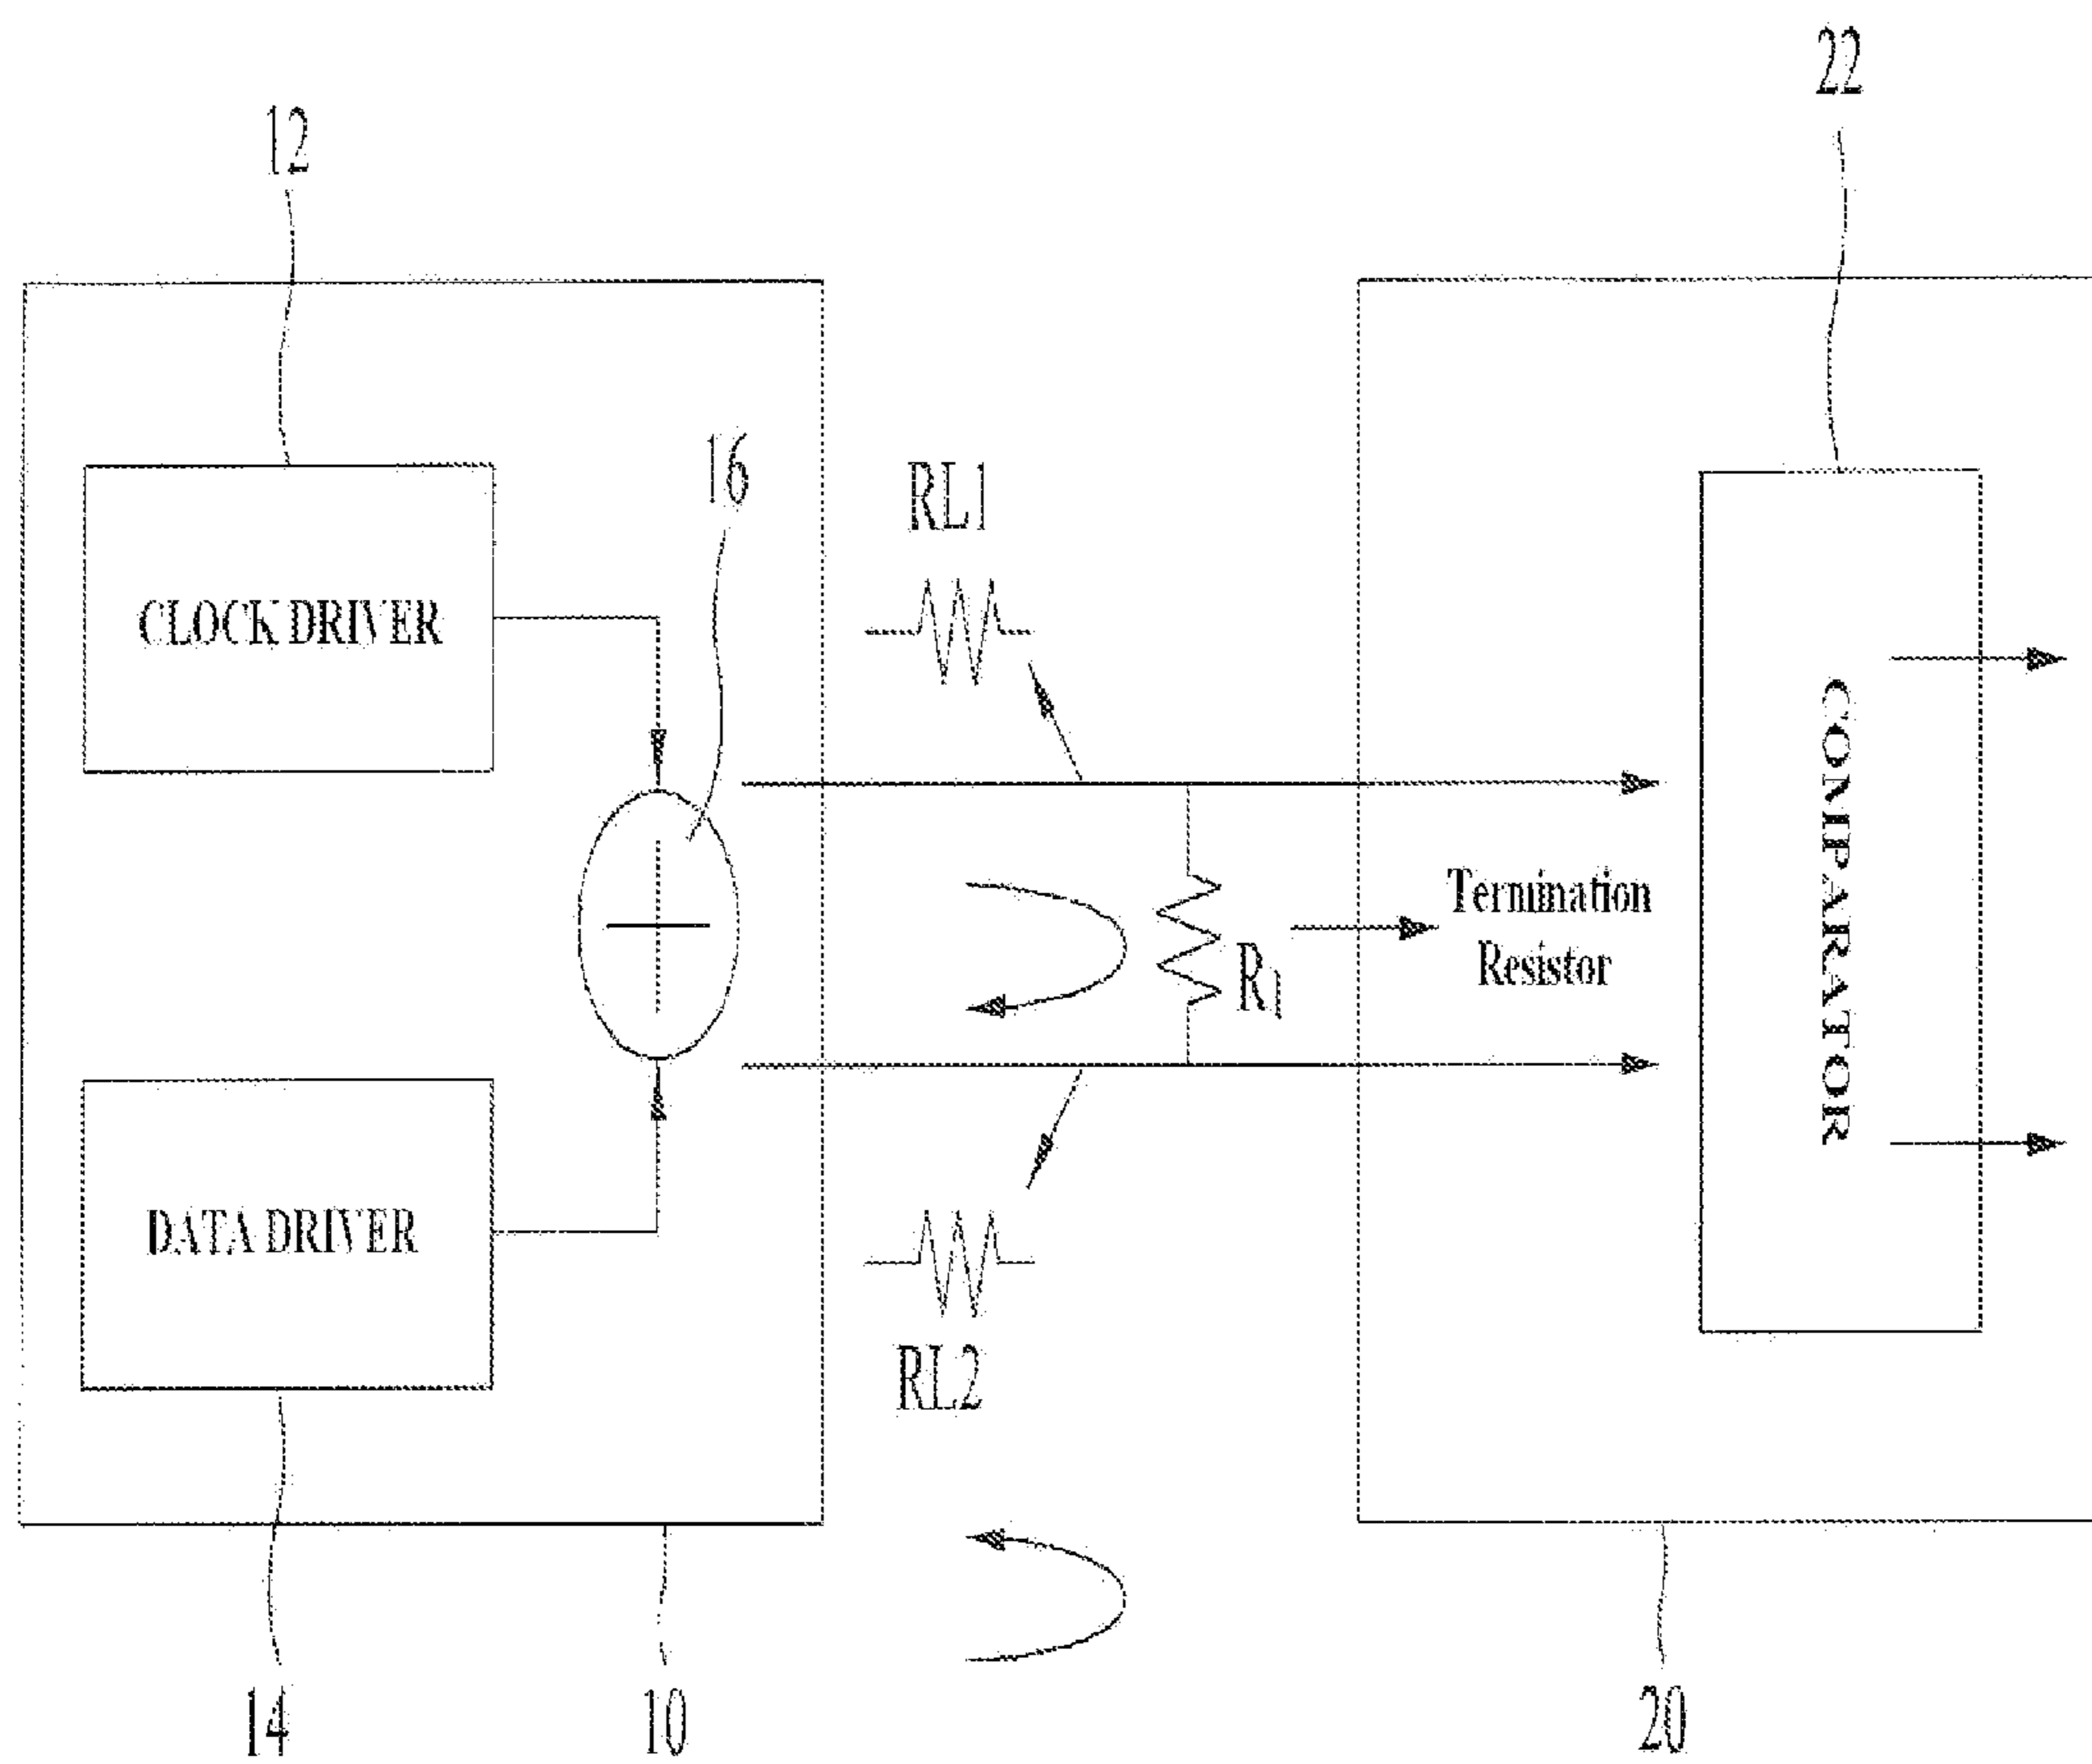 22
12
16
RL1
CLOCK DRIVER
COMPARATOR
Termination
Resistor
R1
DATA DRIVER
RL2
14
10
20